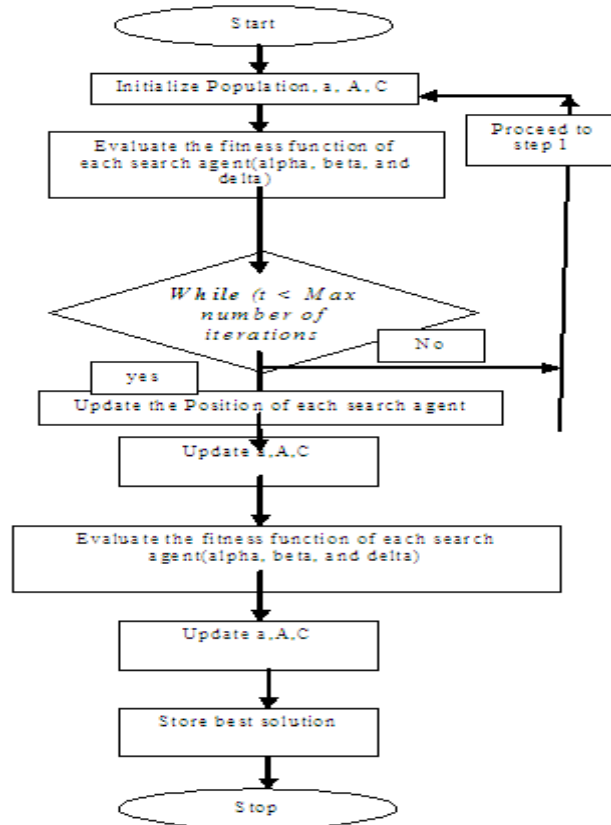 Start
Initialize Population, a, A, C
Proceed to
step 1
Evaluate the fitness function of
each search agent(alpha, beta, and
delta)
While (t < Max
number of
iterations
No
yes
Update the Position of each search agent
Update a,A,C
Evaluate the fitness function of each search
agent(alpha, beta, and delta)
Update a,A,C
Store best solution
Stop